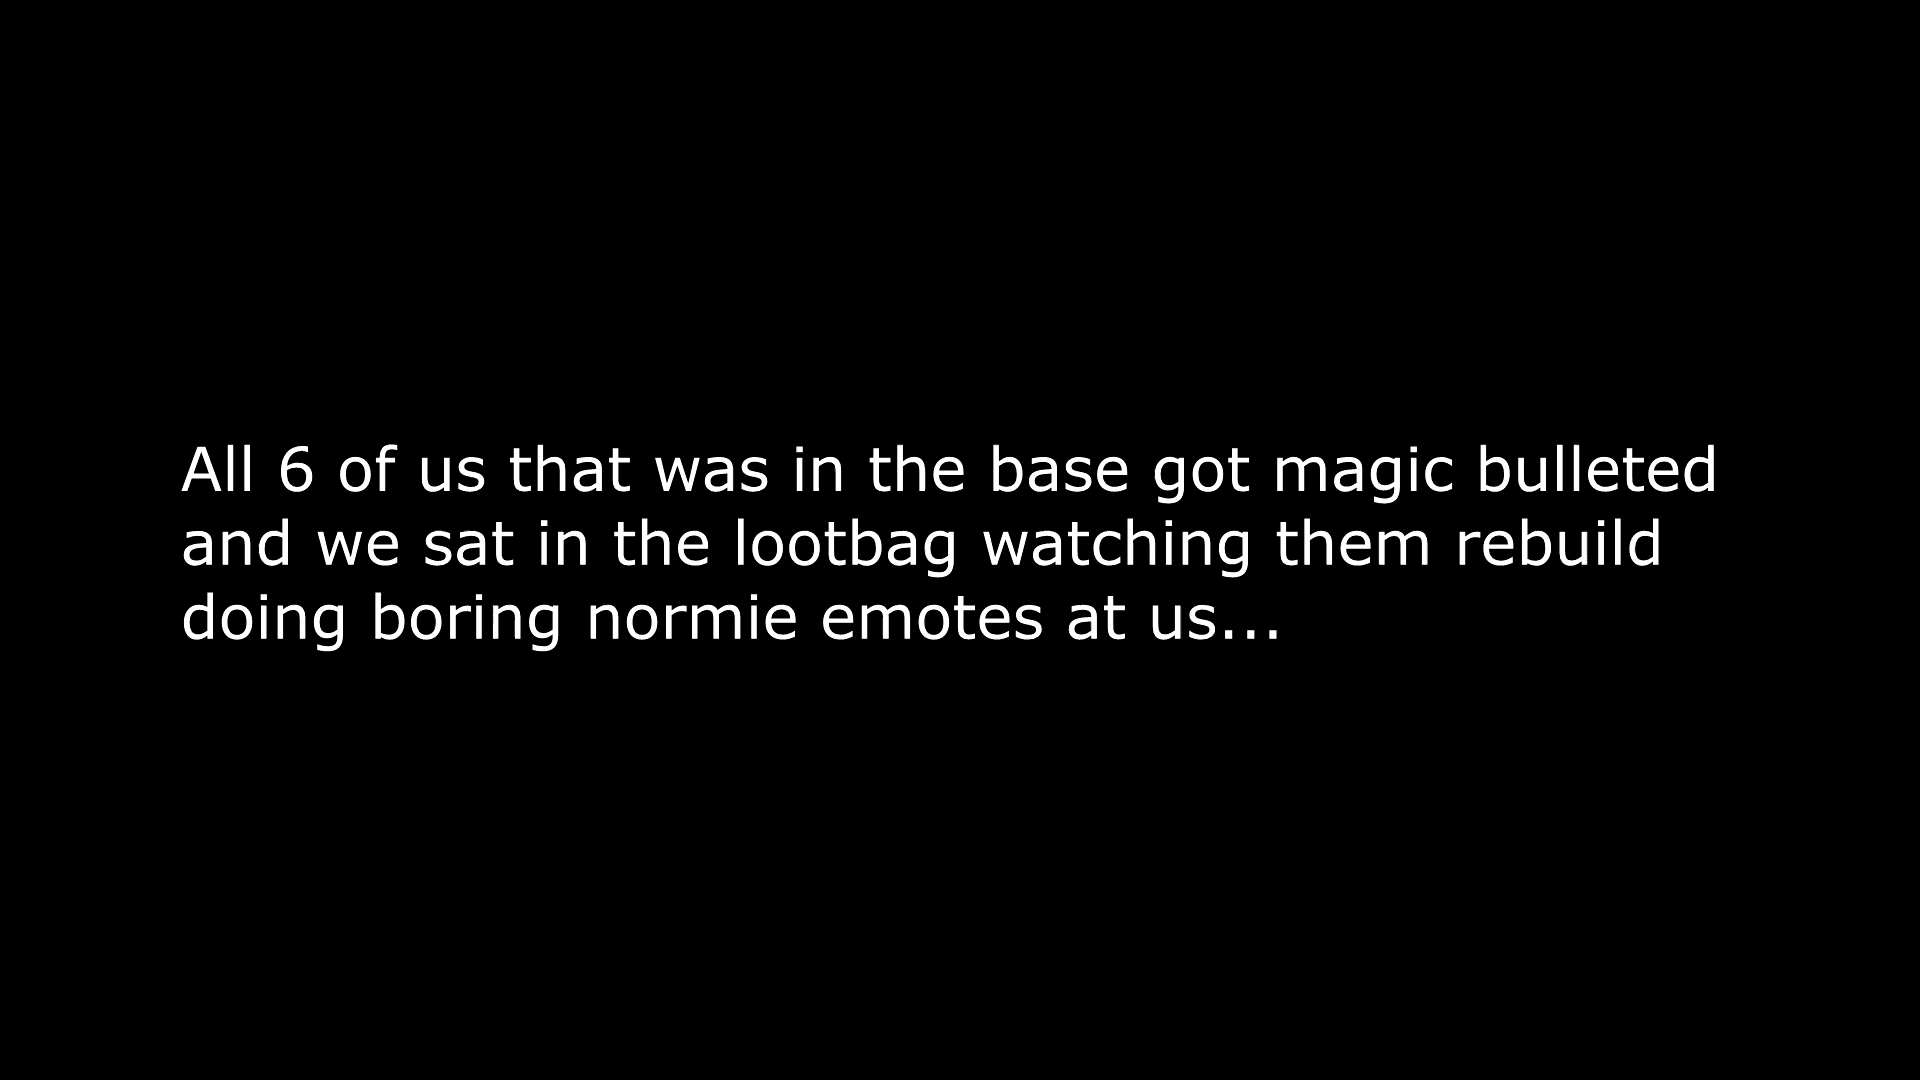 All 6 of us that was in the base got magic bulleted
and we sat in the lootbag watching them rebuild
doing boring normie emotes at us...